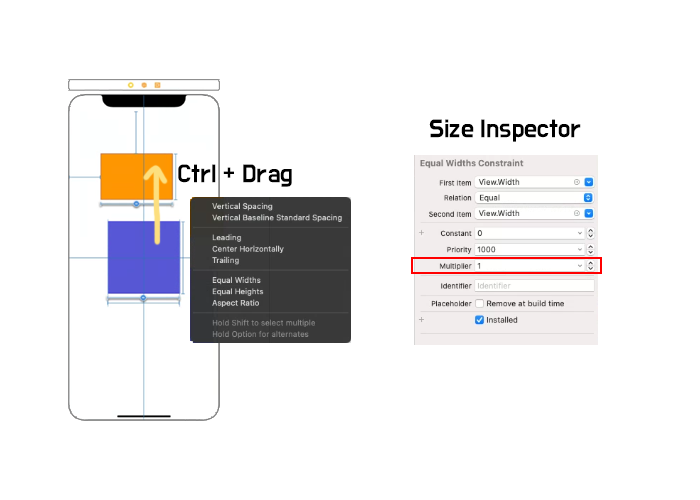 Ctrl + Drag
Vertical Spacing
Vertical Baseline Standard Spacing
Leading
Center Horizontally
Trailing
Equal Widths
Equal Heights
Aspect Ratio
Hold Shift to select multiple
Hold Option for alternates
Size Inspector
Equal Widths Constraint
First Item View.Width
Relation Equal
Second Item View.Width
+ Constant 0
Priority 1000
Multiplier 1
Identifier Identifier
Placeholder Remove at build time
+ Installed